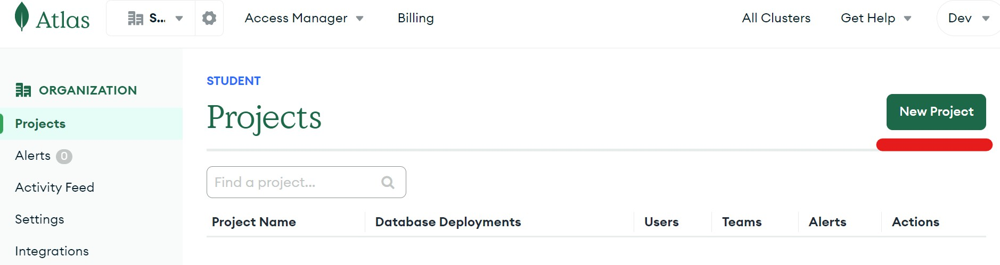 Atlas
S...
Access Manager
Billing
All Clusters
Get Help
Dev
ORGANIZATION
Projects
Alerts 0
Activity Feed
Settings
Integrations
STUDENT
Projects
New Project
Find a project...
Project Name
Database Deployments
Users
Teams
Alerts
Actions